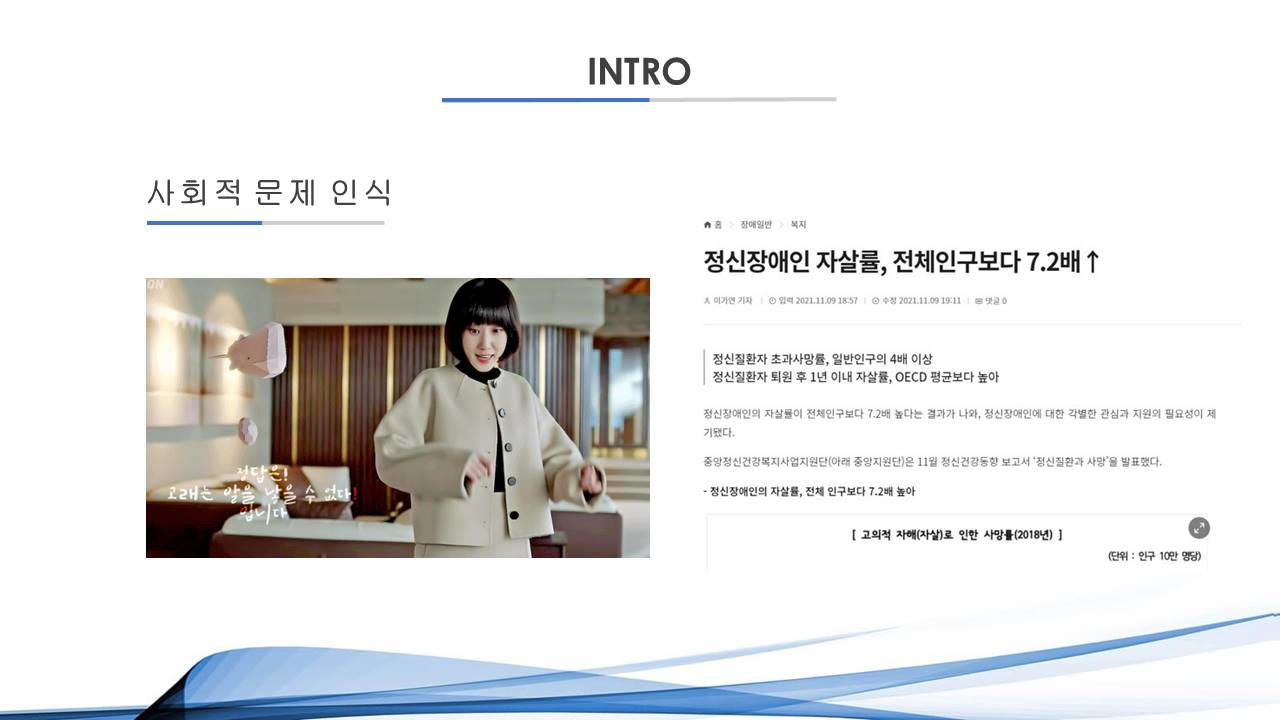 INTRO
사회적 문제 인식
ON
정답은!
고래는 알을 낳을 수 없다!
입니다
홈 > 장애일반 > 복지
정신장애인 자살률, 전체인구보다 7.2배↑
이가연 기자 | 입력 2021.11.09 18:57 | 수정 2021.11.09 19:11 | 댓글 0
정신질환자 초과사망률, 일반인구의 4배 이상
정신질환자 퇴원 후 1년 이내 자살률, OECD 평균보다 높아
정신장애인의 자살률이 전체인구보다 7.2배 높다는 결과가 나와, 정신장애인에 대한 각별한 관심과 지원의 필요성이 제
기됐다.
중앙정신건강복지사업지원단(아래 중앙지원단)은 11월 정신건강동향 보고서 ‘정신질환과 사망’을 발표했다.
- 정신장애인의 자살률, 전체 인구보다 7.2배 높아
[ 고의적 자해(자살)로 인한 사망률(2018년) ]
(단위 : 인구 10만 명당)